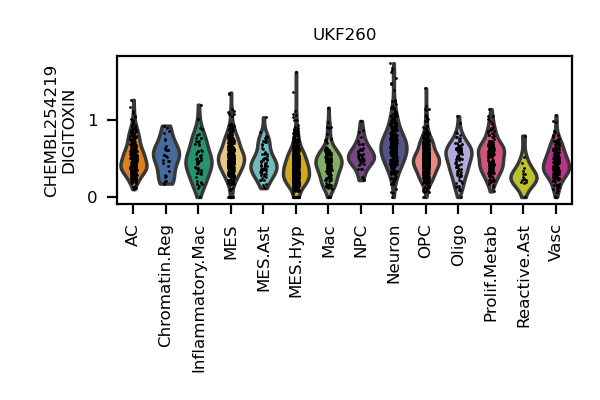 UKF260
CHEMBL254219
DIGITOXIN
1
0
AC
Chromatin.Reg
Inflammatory.Mac
MES
MES.Ast
MES.Hyp
Mac
NPC
Neuron
OPC
Oligo
Prolif.Metab
Reactive.Ast
Vasc